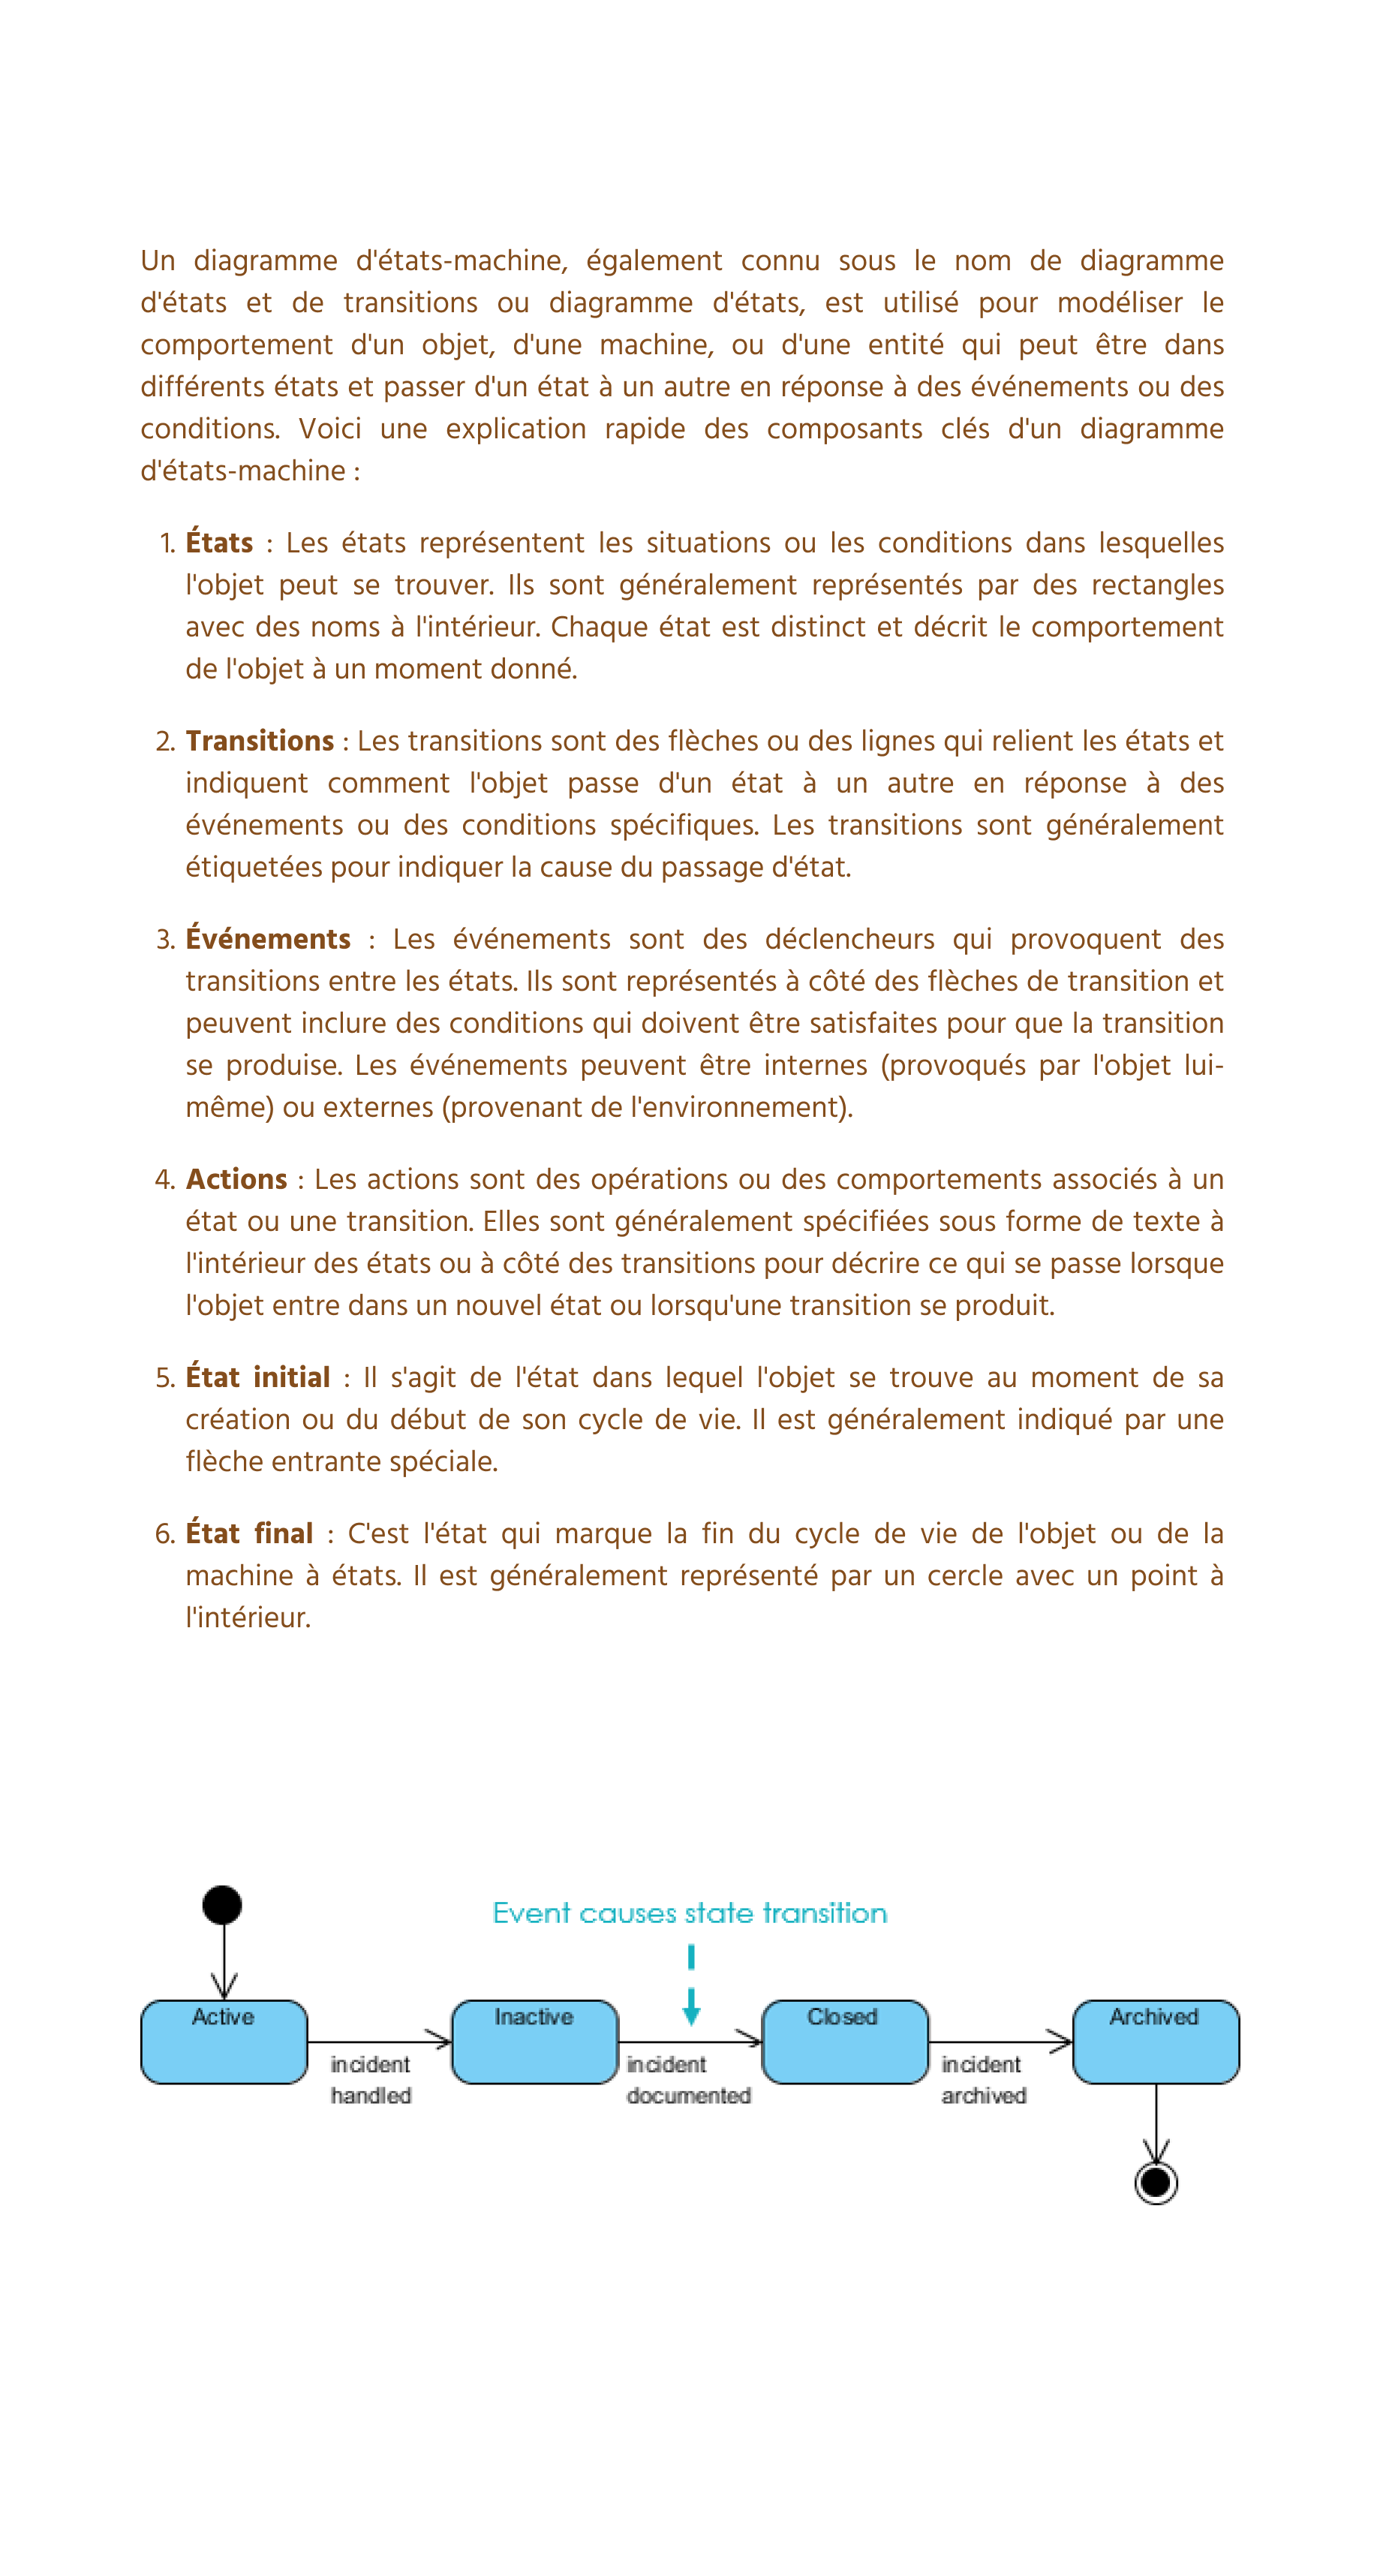 Un diagramme d'états-machine, également connu sous le nom de diagramme
d'états et de transitions ou diagramme d'états, est utilisé pour modéliser le
comportement d'un objet, d'une machine, ou d'une entité qui peut être dans
différents états et passer d'un état à un autre en réponse à des événements ou des
conditions. Voici une explication rapide des composants clés d'un diagramme
d'états-machine :
1. États : Les états représentent les situations ou les conditions dans lesquelles
l'objet peut se trouver. Ils sont généralement représentés par des rectangles
avec des noms à l'intérieur. Chaque état est distinct et décrit le comportement
de l'objet à un moment donné.
2. Transitions : Les transitions sont des flèches ou des lignes qui relient les états et
indiquent comment l'objet passe d'un état à un autre en réponse à des
événements ou des conditions spécifiques. Les transitions sont généralement
étiquetées pour indiquer la cause du passage d'état.
3. Événements : Les événements sont des déclencheurs qui provoquent des
transitions entre les états. Ils sont représentés à côté des flèches de transition et
peuvent inclure des conditions qui doivent être satisfaites pour que la transition
se produise. Les événements peuvent être internes (provoqués par l'objet lui-
même) ou externes (provenant de l'environnement).
4. Actions : Les actions sont des opérations ou des comportements associés à un
état ou une transition. Elles sont généralement spécifiées sous forme de texte à
l'intérieur des états ou à côté des transitions pour décrire ce qui se passe lorsque
l'objet entre dans un nouvel état ou lorsqu'une transition se produit.
5. État initial : Il s'agit de l'état dans lequel l'objet se trouve au moment de sa
création ou du début de son cycle de vie. Il est généralement indiqué par une
flèche entrante spéciale.
6. État final : C'est l'état qui marque la fin du cycle de vie de l'objet ou de la
machine à états. Il est généralement représenté par un cercle avec un point à
l'intérieur.
Event causes state transition
Active
Inactive
Closed
Archived
incident
handled
incident
documented
incident
archived